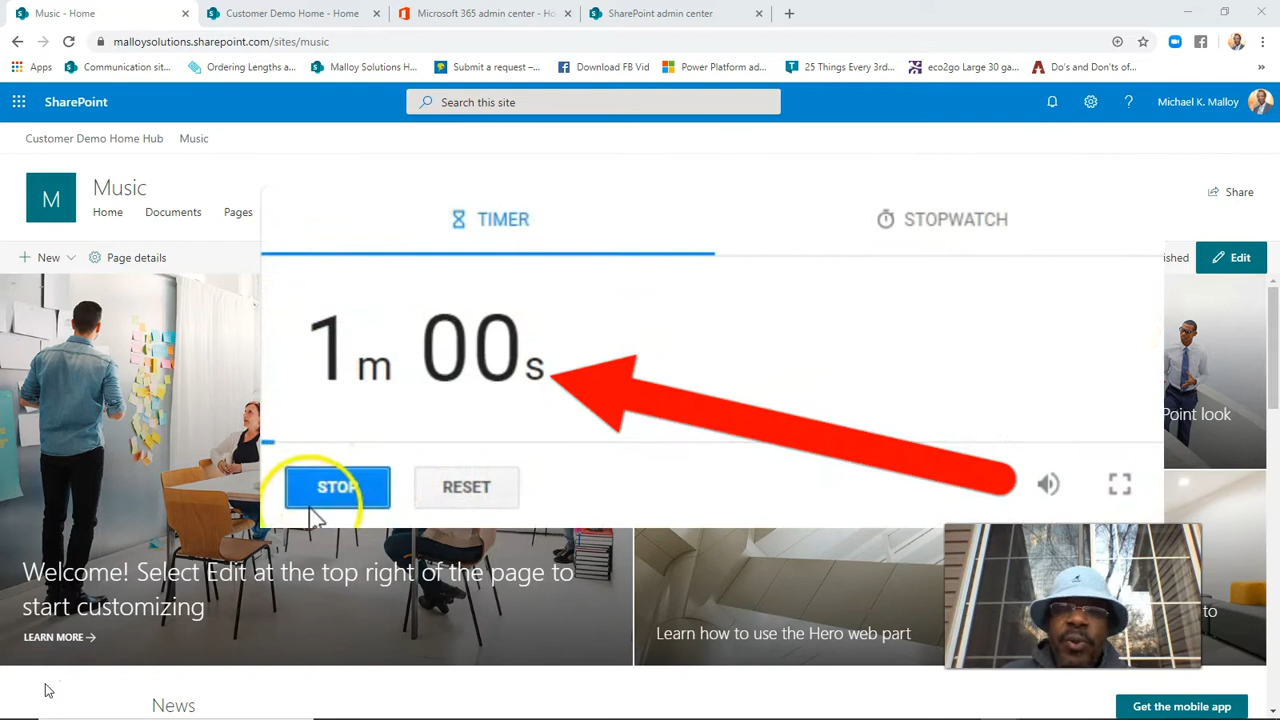 Music - Home
Customer Demo Home - Home
Microsoft 365 admin center - Ho
SharePoint admin center
malloysolutions.sharepoint.com/sites/music
Apps
Communication sit...
Ordering Lengths a...
Malloy Solutions H...
Submit a request –...
Download FB Vid
Power Platform ad...
25 Things Every 3rd...
eco2go Large 30 ga...
Do's and Don'ts of...
SharePoint
Search this site
Michael K. Malloy
Customer Demo Home Hub
Music
M
Music
Home
Documents
Pages
Share
New
Page details
ished
Edit
TIMER
STOPWATCH
1 m 00 s
STOP
RESET
Point look
Welcome! Select Edit at the top right of the page to
start customizing
LEARN MORE
Learn how to use the Hero web part
to
News
Get the mobile app